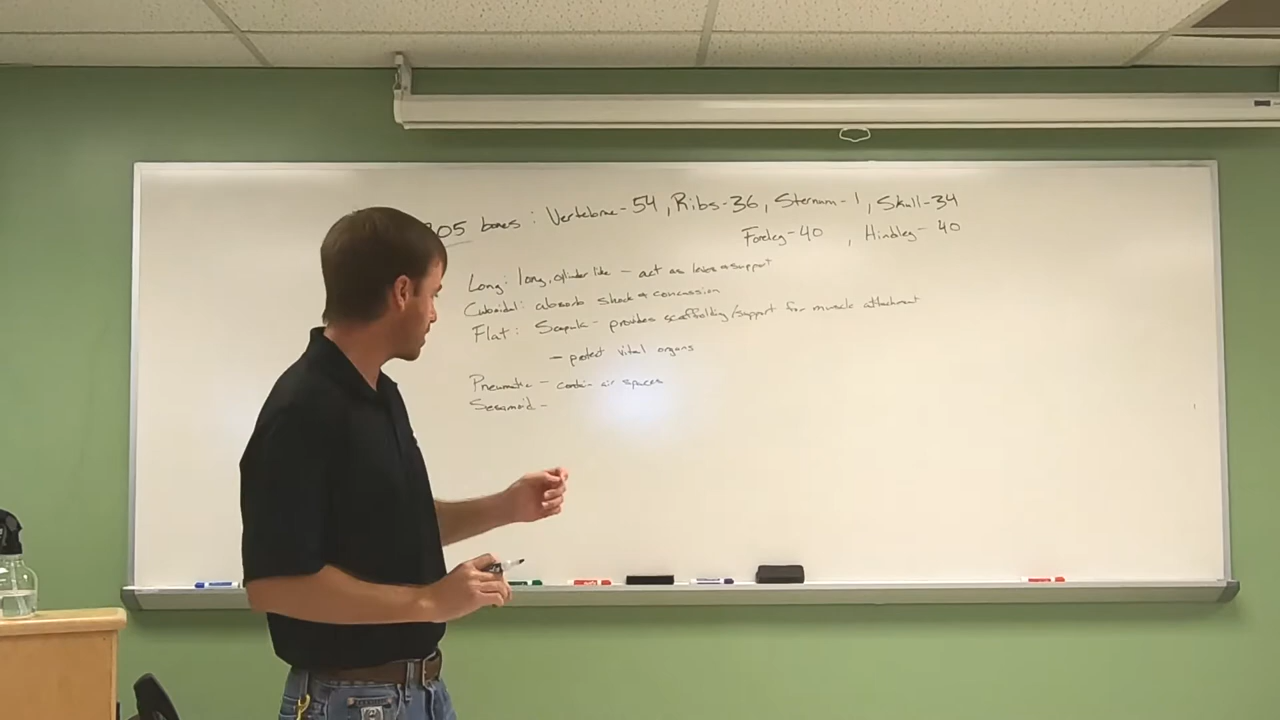 205 bones : Vertebrae-54, Ribs-36, Sternum-1, Skull-34
Foreleg-40 , Hindleg-40
Long: long, cylinder like - act as levers & support
Cuboidal: absorb shock & concussion
Flat: Scapula- provides scaffolding/support for muscle attachment
- protect vital organs
Pneumatic - contain air spaces
Sesamoid -